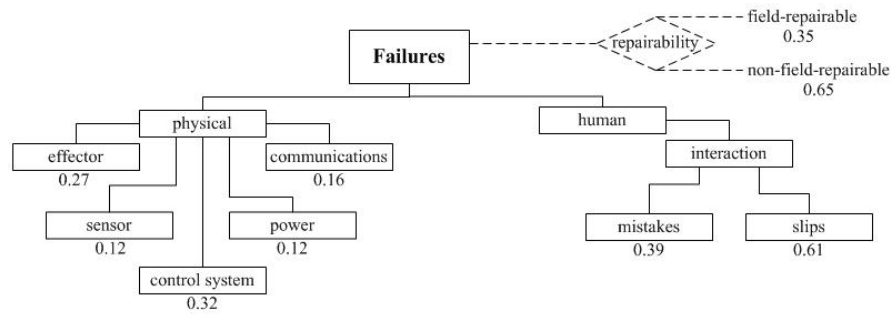 Failures
repairability
field-repairable
0.35
non-field-repairable
0.65
physical
human
effector
0.27
communications
0.16
interaction
sensor
0.12
power
0.12
mistakes
0.39
slips
0.61
control system
0.32